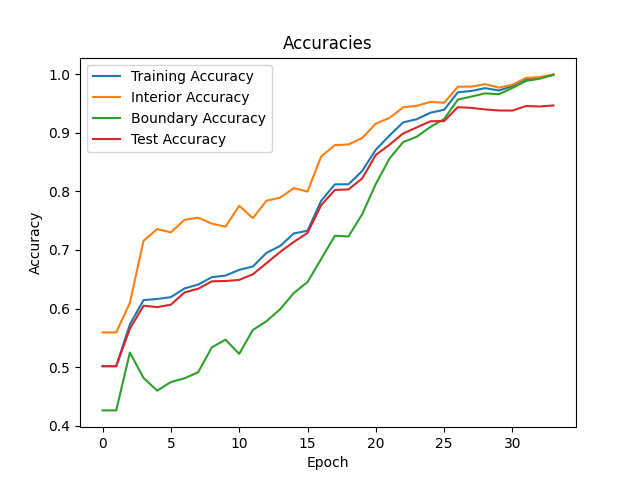 Accuracies
1.0
0.9
0.8
0.7
0.6
0.5
0.4
Accuracy
Training Accuracy
Interior Accuracy
Boundary Accuracy
Test Accuracy
0 5 10 15 20 25 30
Epoch